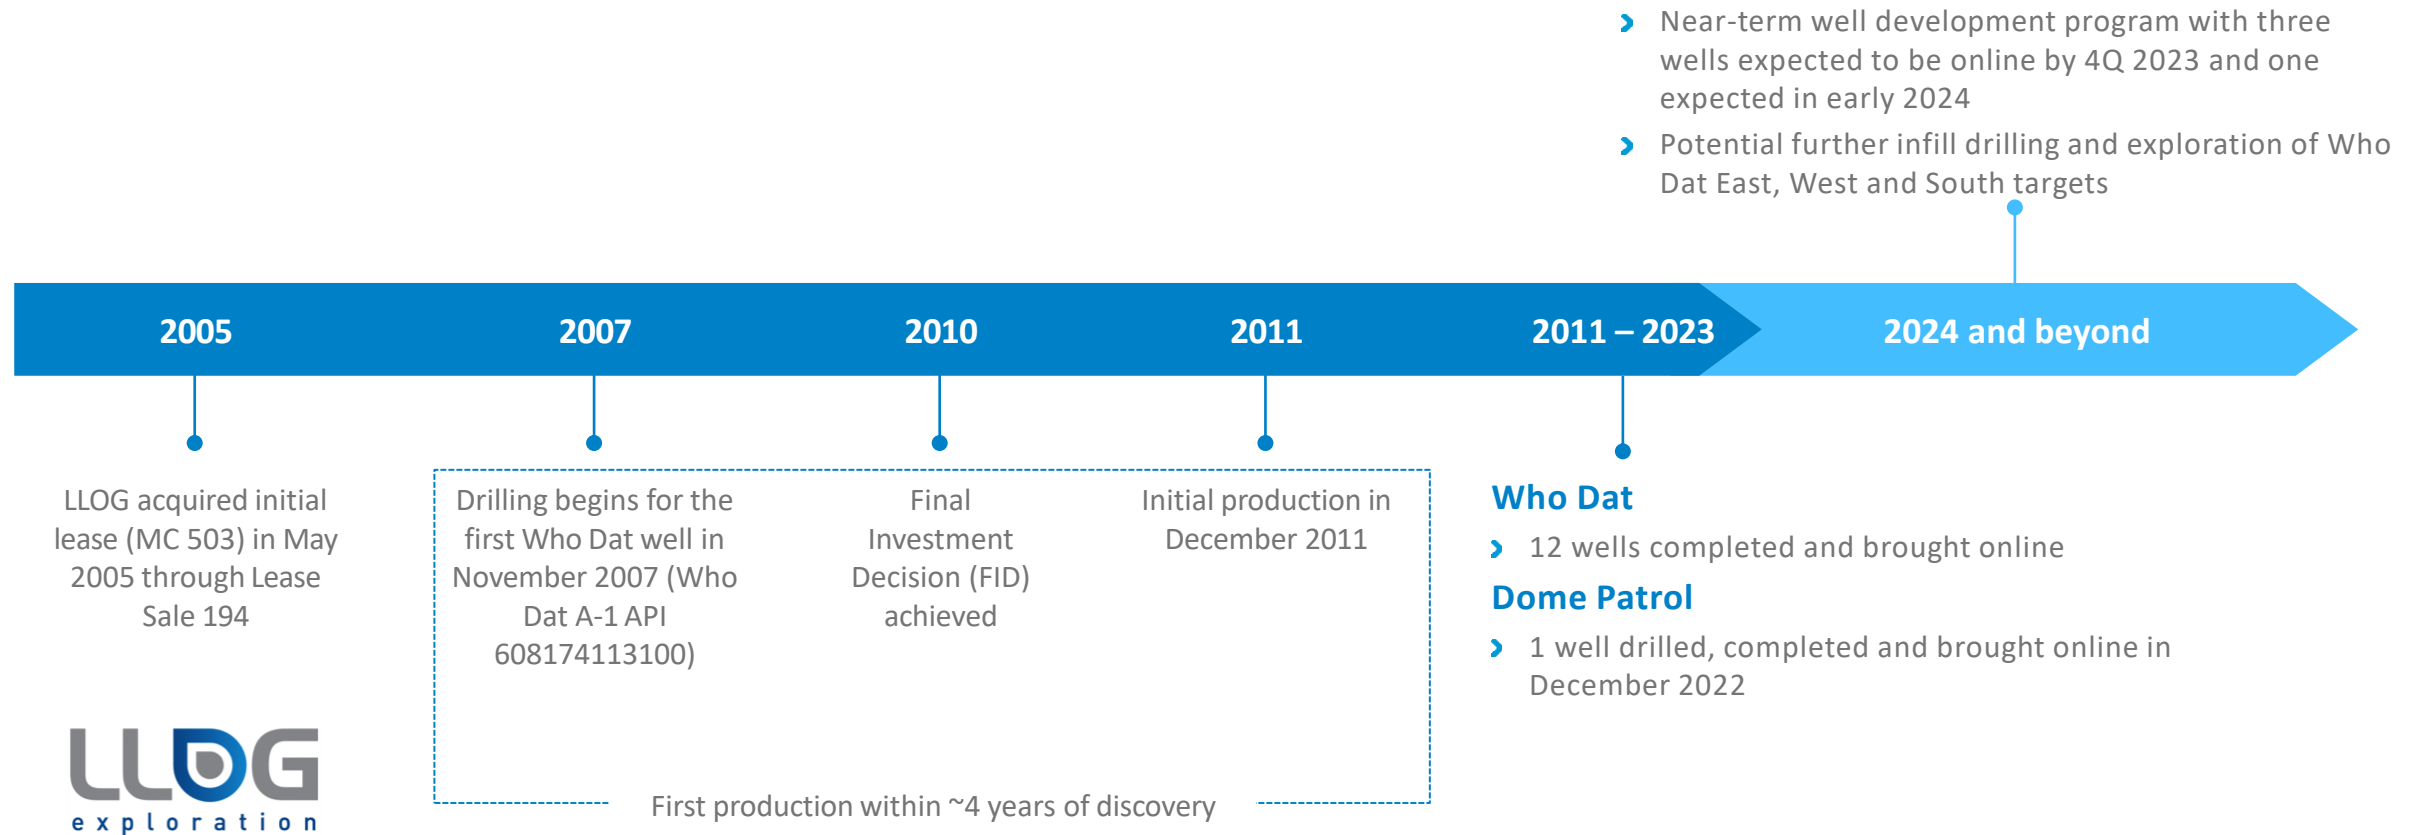 Near-term well development program with three
wells expected to be online by 4Q 2023 and one
expected in early 2024
Potential further infill drilling and exploration of Who
Dat East, West and South targets
2005
2007
2010
2011
2011 – 2023
2024 and beyond
LLOG acquired initial
lease (MC 503) in May
2005 through Lease
Sale 194
Drilling begins for the
first Who Dat well in
November 2007 (Who
Dat A-1 API
608174113100)
Final
Investment
Decision (FID)
achieved
Initial production in
December 2011
Who Dat
12 wells completed and brought online
Dome Patrol
1 well drilled, completed and brought online in
December 2022
First production within ~4 years of discovery
LLOG
exploration